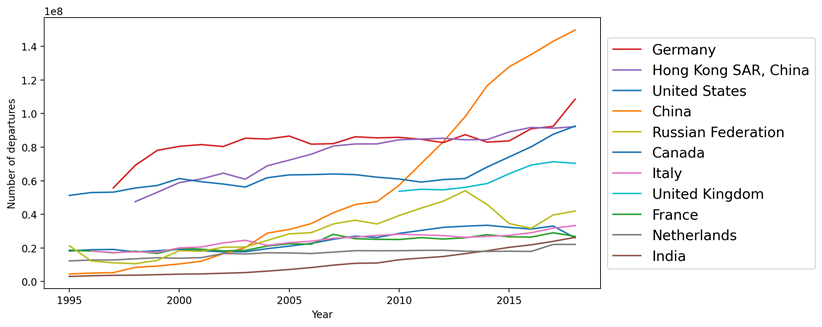 1e8
1.4
1.2
1.0
0.8
0.6
0.4
0.2
0.0
Number of departures
1995 2000 2005 2010 2015
Year
Germany
Hong Kong SAR, China
United States
China
Russian Federation
Canada
Italy
United Kingdom
France
Netherlands
India